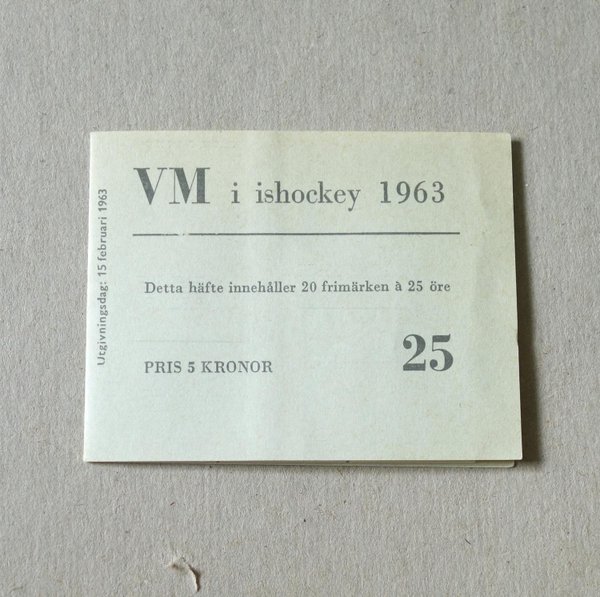 VM i ishockey 1963
Utgivningsdag: 15 februari 1963
Detta häfte innehåller 20 frimärken à 25 öre
PRIS 5 KRONOR
25